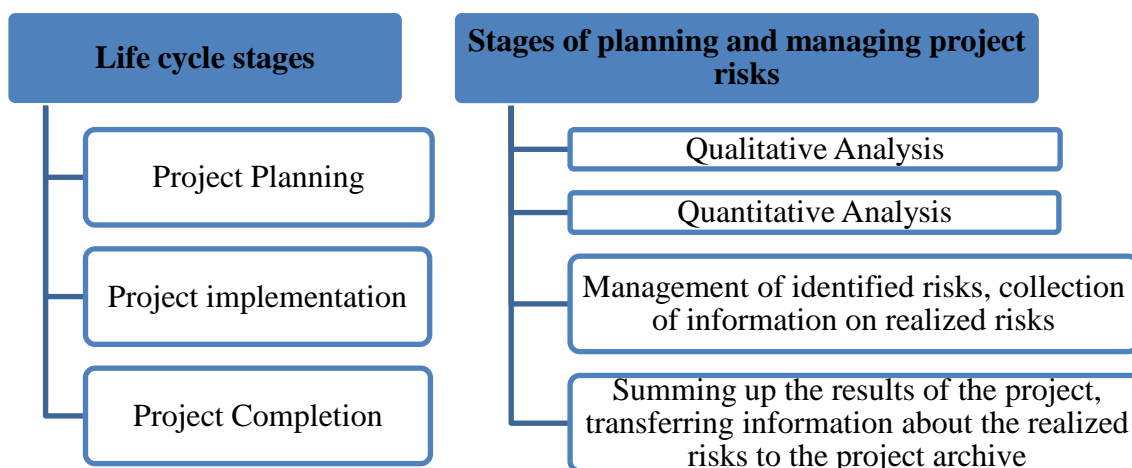 Life cycle stages
Project Planning
Project implementation
Project Completion
Stages of planning and managing project
risks
Qualitative Analysis
Quantitative Analysis
Management of identified risks, collection
of information on realized risks
Summing up the results of the project,
transferring information about the realized
risks to the project archive